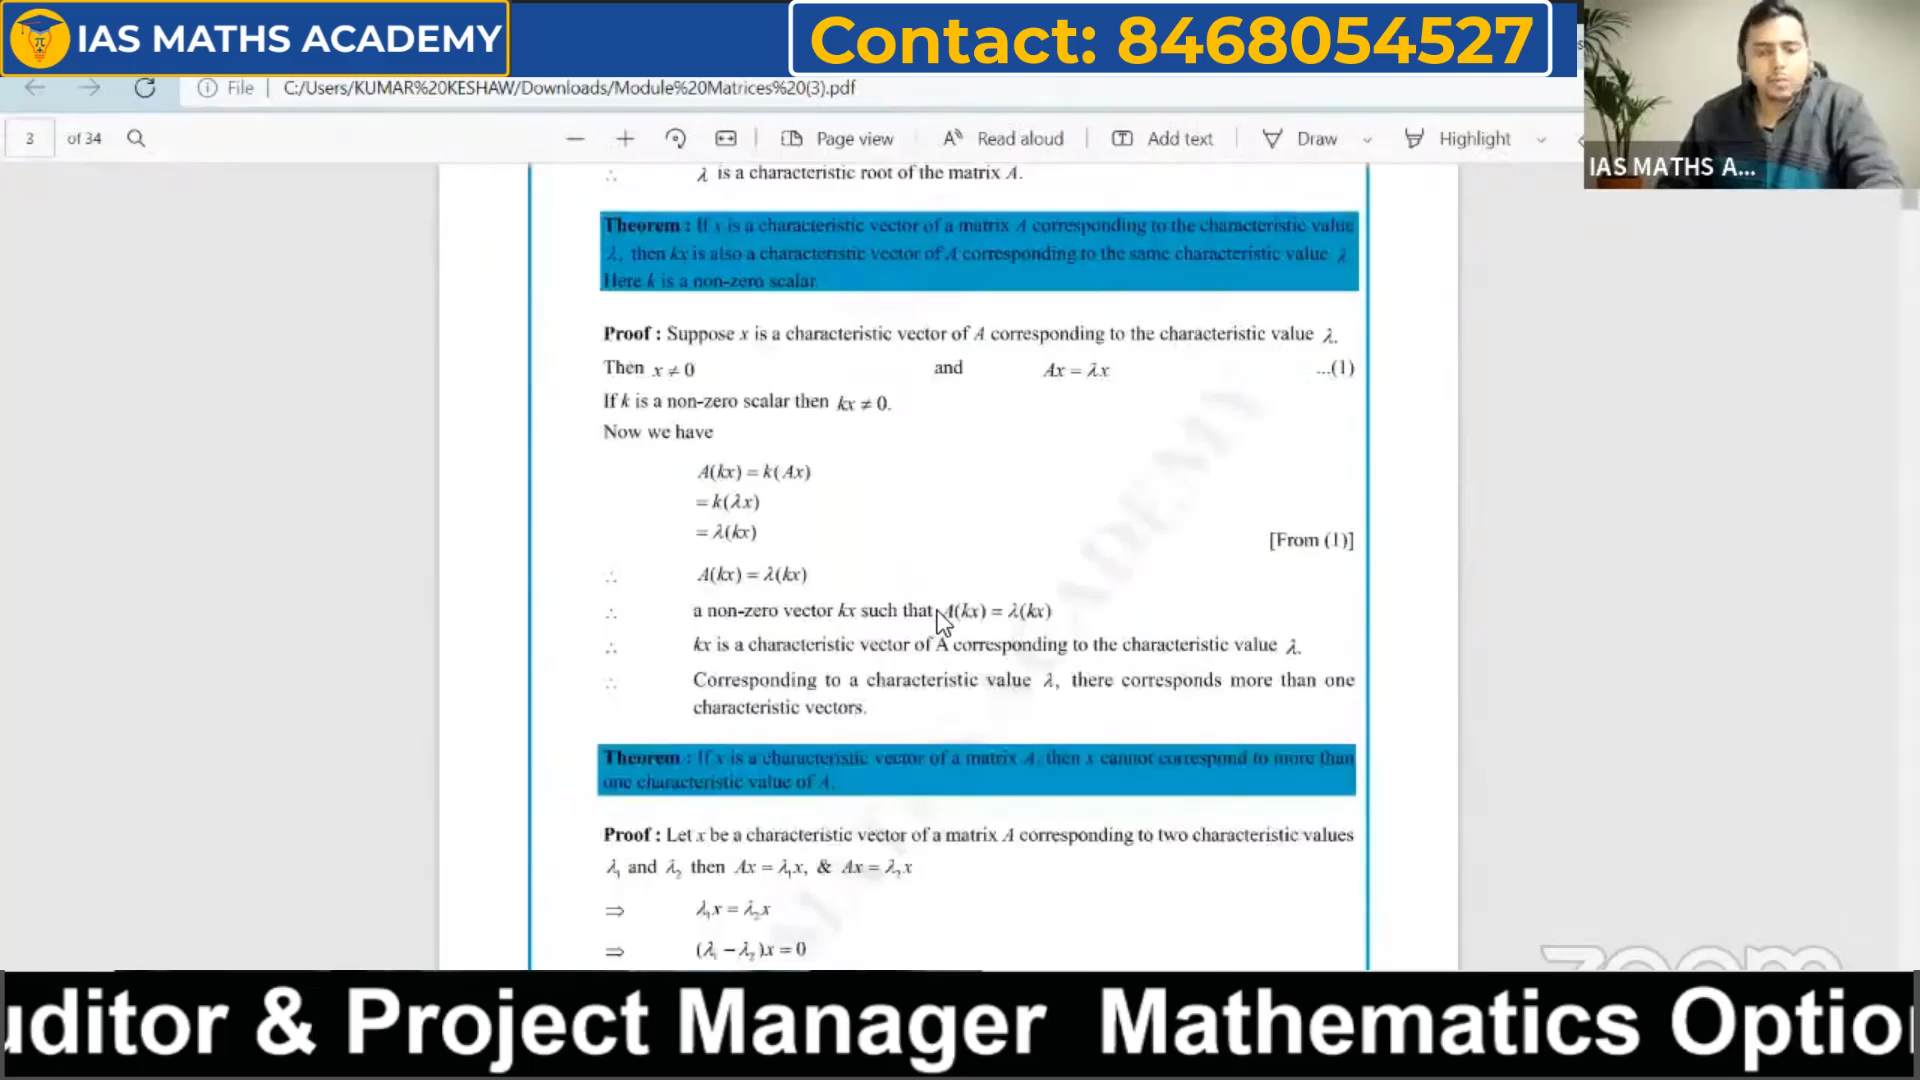 IAS MATHS ACADEMY
Contact: 8468054527
File | C:/Users/KUMAR%20KESHAW/Downloads/Module%20Matrices%20(3).pdf
3 of 34
Page view
Read aloud
Add text
Draw
Highlight
IAS MATHS A...
∴ λ is a characteristic root of the matrix A.
Theorem : If x is a characteristic vector of a matrix A corresponding to the characteristic value
λ, then kx is also a characteristic vector of A corresponding to the same characteristic value λ
Here k is a non-zero scalar.
Proof : Suppose x is a characteristic vector of A corresponding to the characteristic value λ.
Then x ≠ 0 and Ax = λx ...(1)
If k is a non-zero scalar then kx ≠ 0.
Now we have
A(kx) = k(Ax)
= k(λx)
= λ(kx)
[From (1)]
∴ A(kx) = λ(kx)
∴ a non-zero vector kx such that A(kx) = λ(kx)
∴ kx is a characteristic vector of A corresponding to the characteristic value λ.
∴ Corresponding to a characteristic value λ, there corresponds more than one
characteristic vectors.
Theorem : If x is a characteristic vector of a matrix A, then x cannot correspond to more than
one characteristic value of A.
Proof : Let x be a characteristic vector of a matrix A corresponding to two characteristic values
λ₁ and λ₂ then Ax = λ₁x, & Ax = λ₂x
⇒ λ₁x = λ₂x
⇒ (λ₁ − λ₂)x = 0
zoom
uditor & Project Manager Mathematics Optio